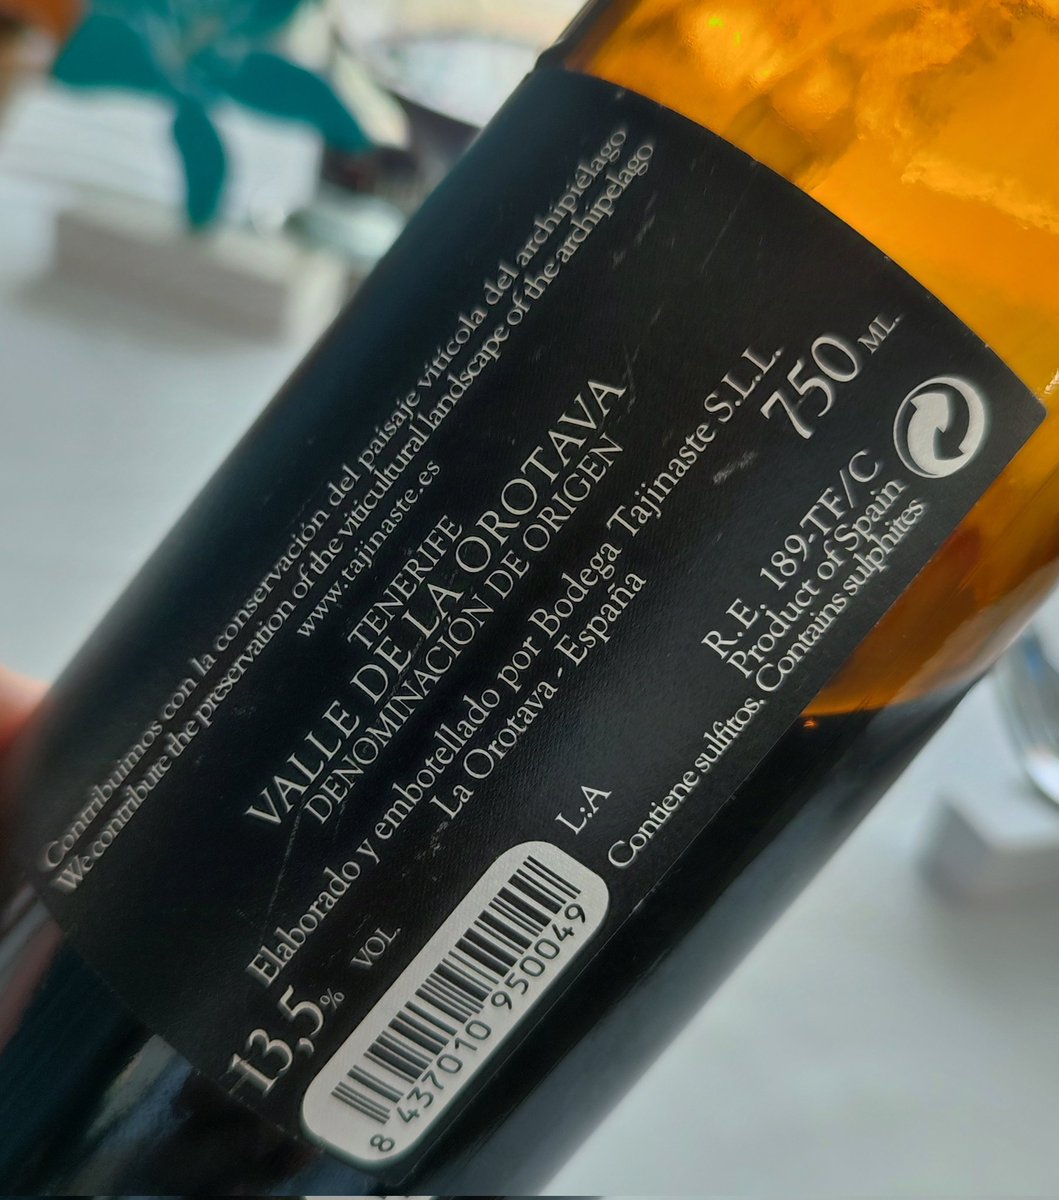 Contribuimos con la conservación del paisaje vitícola del archipiélago
We contribute the preservation of the viticultural landscape of the archipelago
www.tajinaste.es
TENERIFE
VALLE DE LA OROTAVA
DENOMINACIÓN DE ORIGEN
Elaborado y embotellado por Bodega Tajinaste S.L.L.
La Orotava - España
13,5% VOL.
750 ML.
L:A
R.E. 189-TF/C
Product of Spain
Contiene sulfitos. Contains sulphites
8 437010 950049